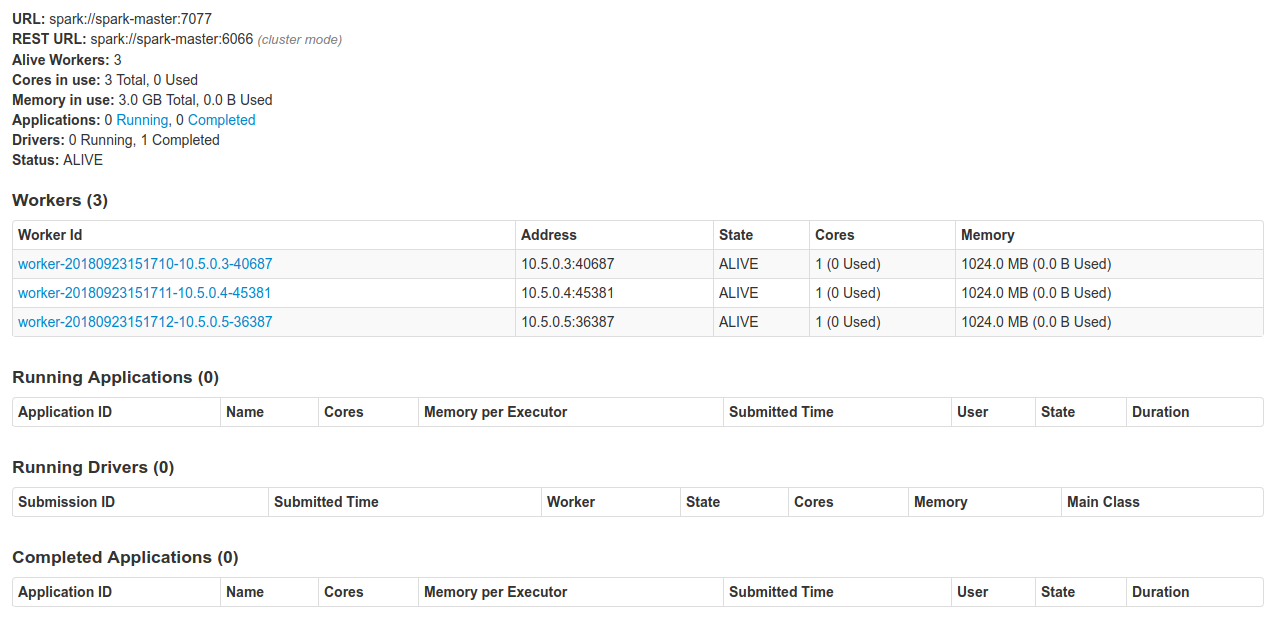 URL: spark://spark-master:7077
REST URL: spark://spark-master:6066 (cluster mode)
Alive Workers: 3
Cores in use: 3 Total, 0 Used
Memory in use: 3.0 GB Total, 0.0 B Used
Applications: 0 Running, 0 Completed
Drivers: 0 Running, 1 Completed
Status: ALIVE
Workers (3)
Worker Id Address State Cores Memory
worker-20180923151710-10.5.0.3-40687 10.5.0.3:40687 ALIVE 1 (0 Used) 1024.0 MB (0.0 B Used)
worker-20180923151711-10.5.0.4-45381 10.5.0.4:45381 ALIVE 1 (0 Used) 1024.0 MB (0.0 B Used)
worker-20180923151712-10.5.0.5-36387 10.5.0.5:36387 ALIVE 1 (0 Used) 1024.0 MB (0.0 B Used)
Running Applications (0)
Application ID Name Cores Memory per Executor Submitted Time User State Duration
Running Drivers (0)
Submission ID Submitted Time Worker State Cores Memory Main Class
Completed Applications (0)
Application ID Name Cores Memory per Executor Submitted Time User State Duration